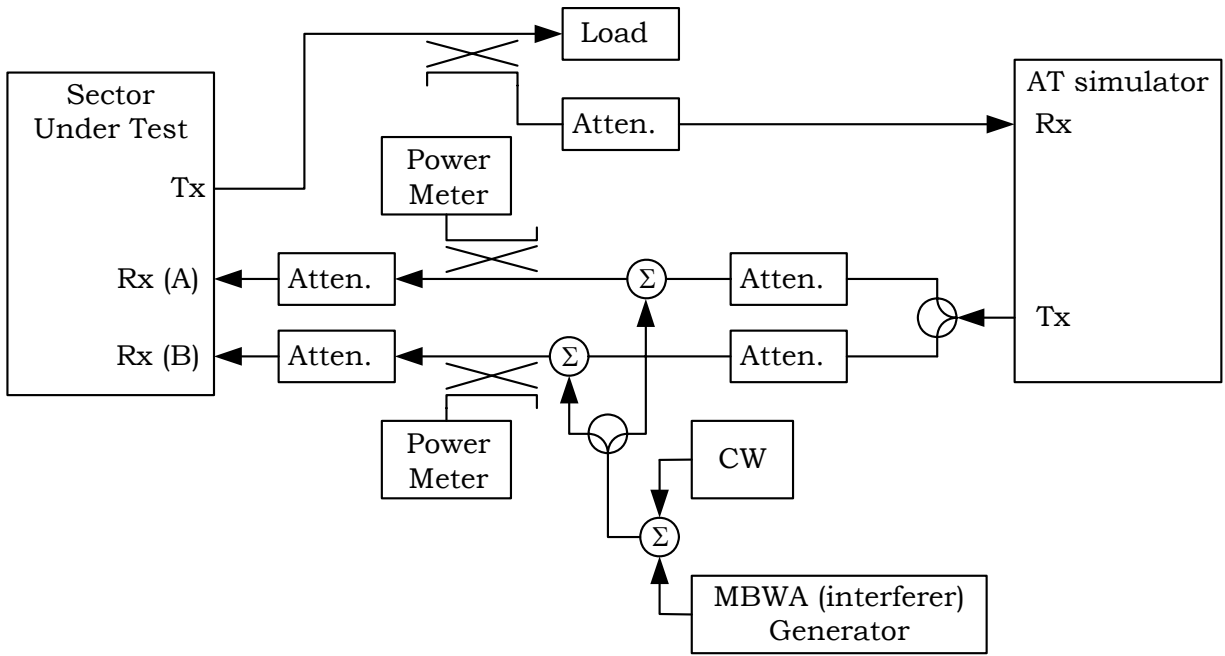 Load
Sector
Under Test
AT simulator
Atten.
Rx
Power
Meter
Tx
Rx (A)
Atten.
Σ
Atten.
Tx
Rx (B)
Atten.
Σ
Atten.
Power
Meter
CW
Σ
MBWA (interferer)
Generator